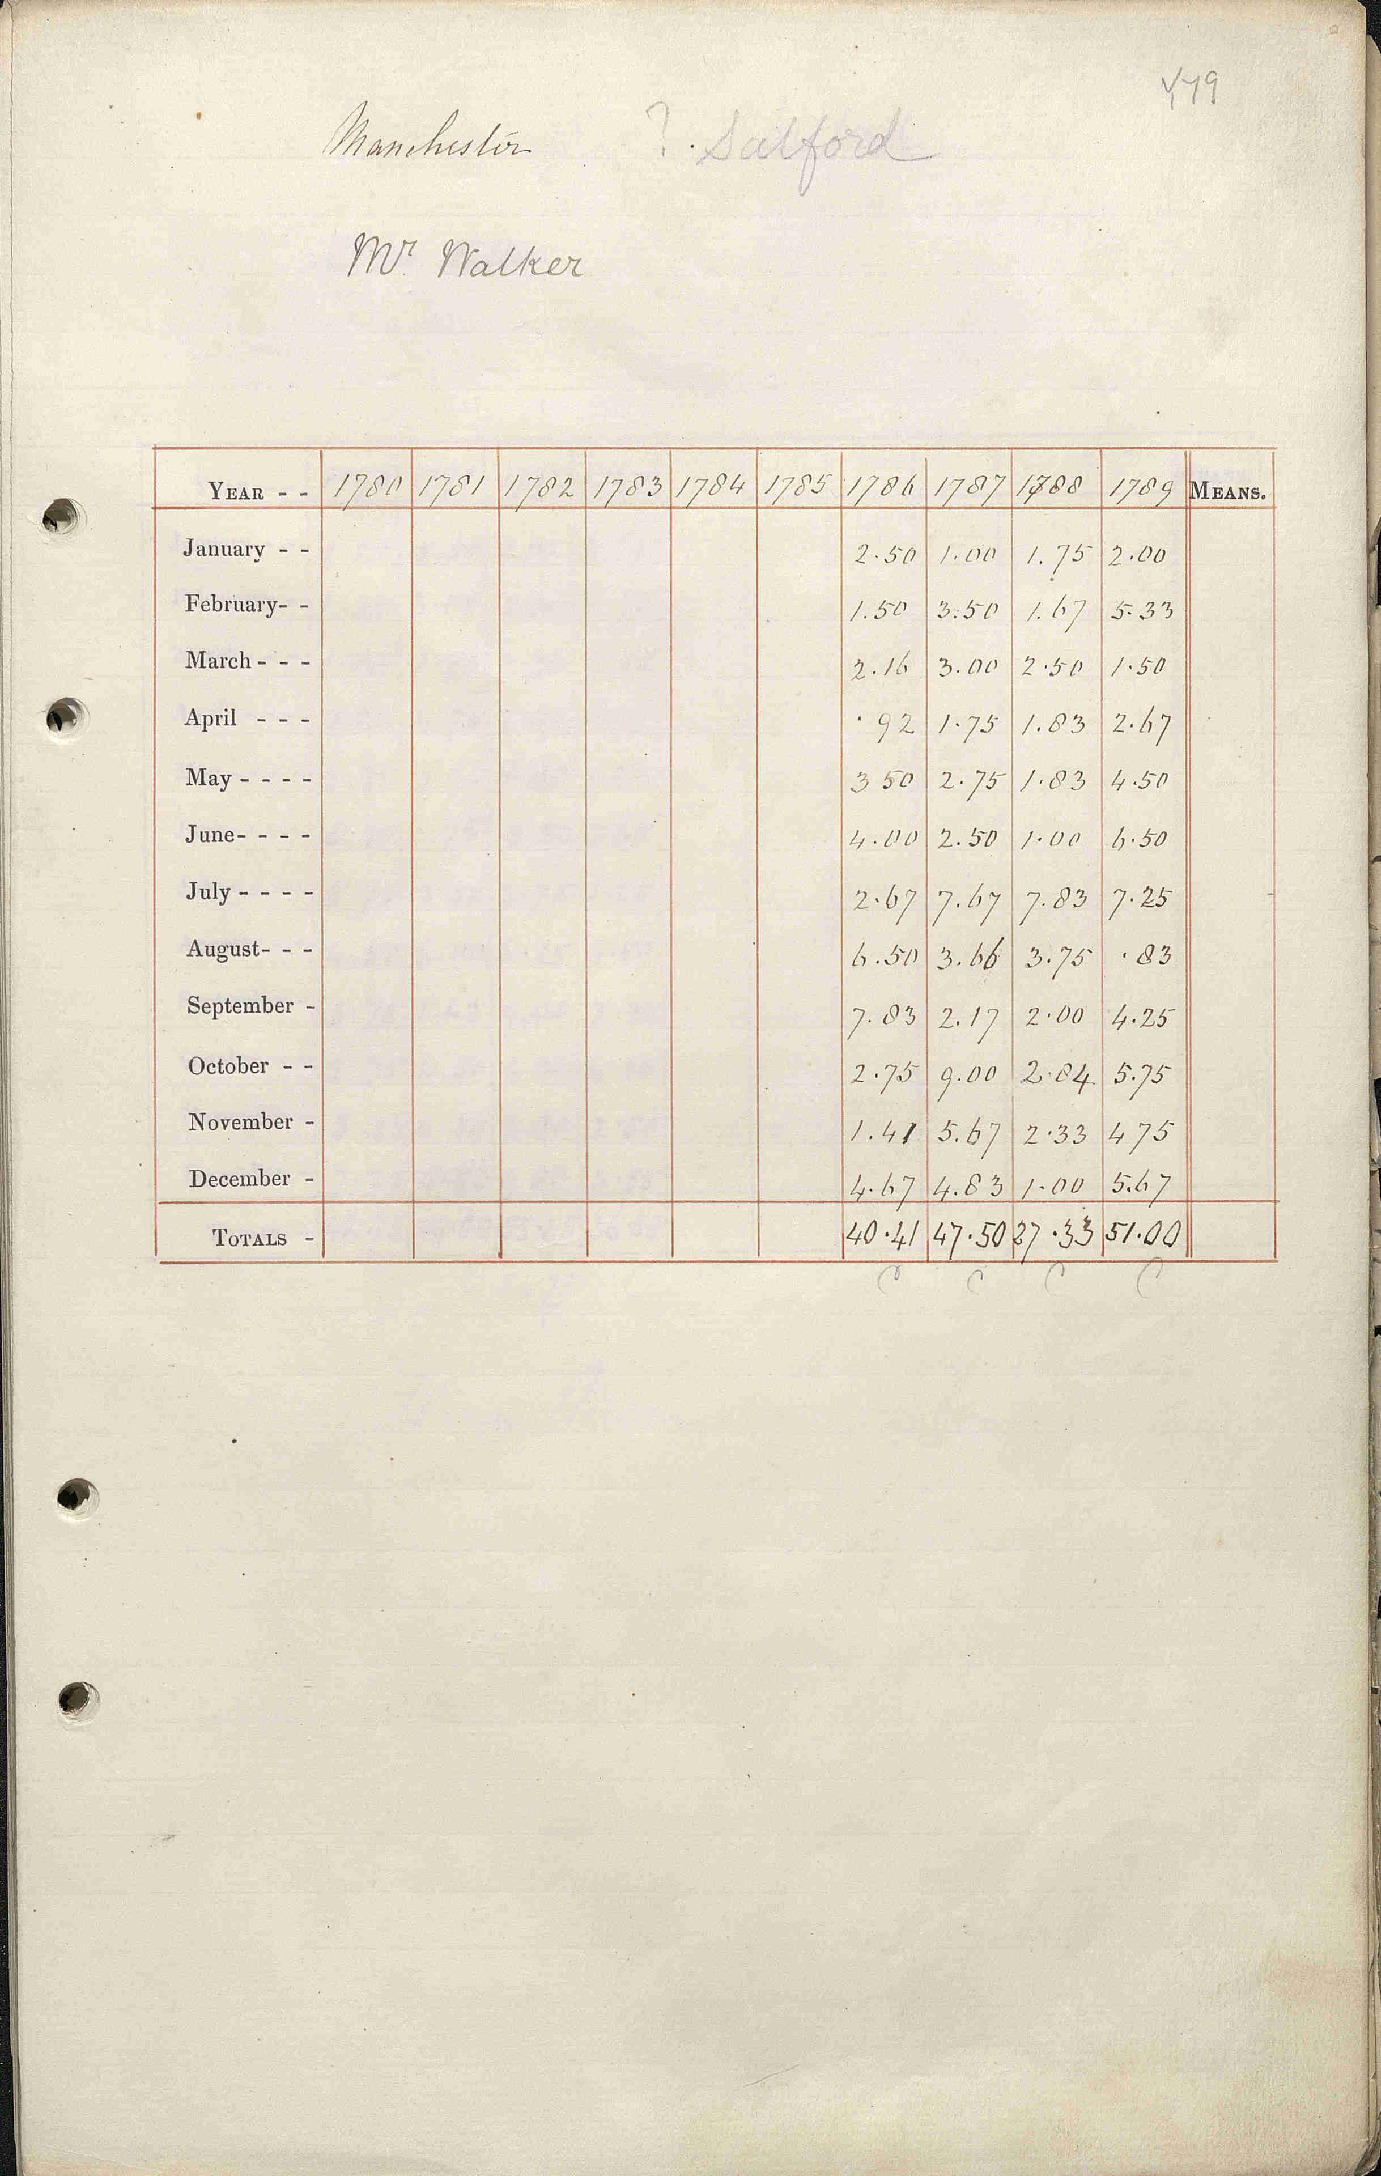 479
Manchester ? Salford
Mr. Walker
YEAR - - 1780 1781 1782 1783 1784 1785 1786 1787 1788 1789 MEANS.
January - - 2.50 1.00 1.75 2.00
February- - 1.50 3.50 1.67 5.33
March - - - 2.16 3.00 2.50 1.50
April - - - .92 1.75 1.83 2.67
May - - - - 3 50 2.75 1.83 4.50
June- - - - 4.00 2.50 1.00 6.50
July - - - - 2.67 7.67 7.83 7.25
August- - - 6.50 3.66 3.75 .83
September - 7.83 2.17 2.00 4.25
October - - 2.75 9.00 2.84 5.75
November - 1.41 5.67 2.33 4 75
December - 4.67 4.83 1.00 5.67
TOTALS - 40.41 47.50 27.33 51.00